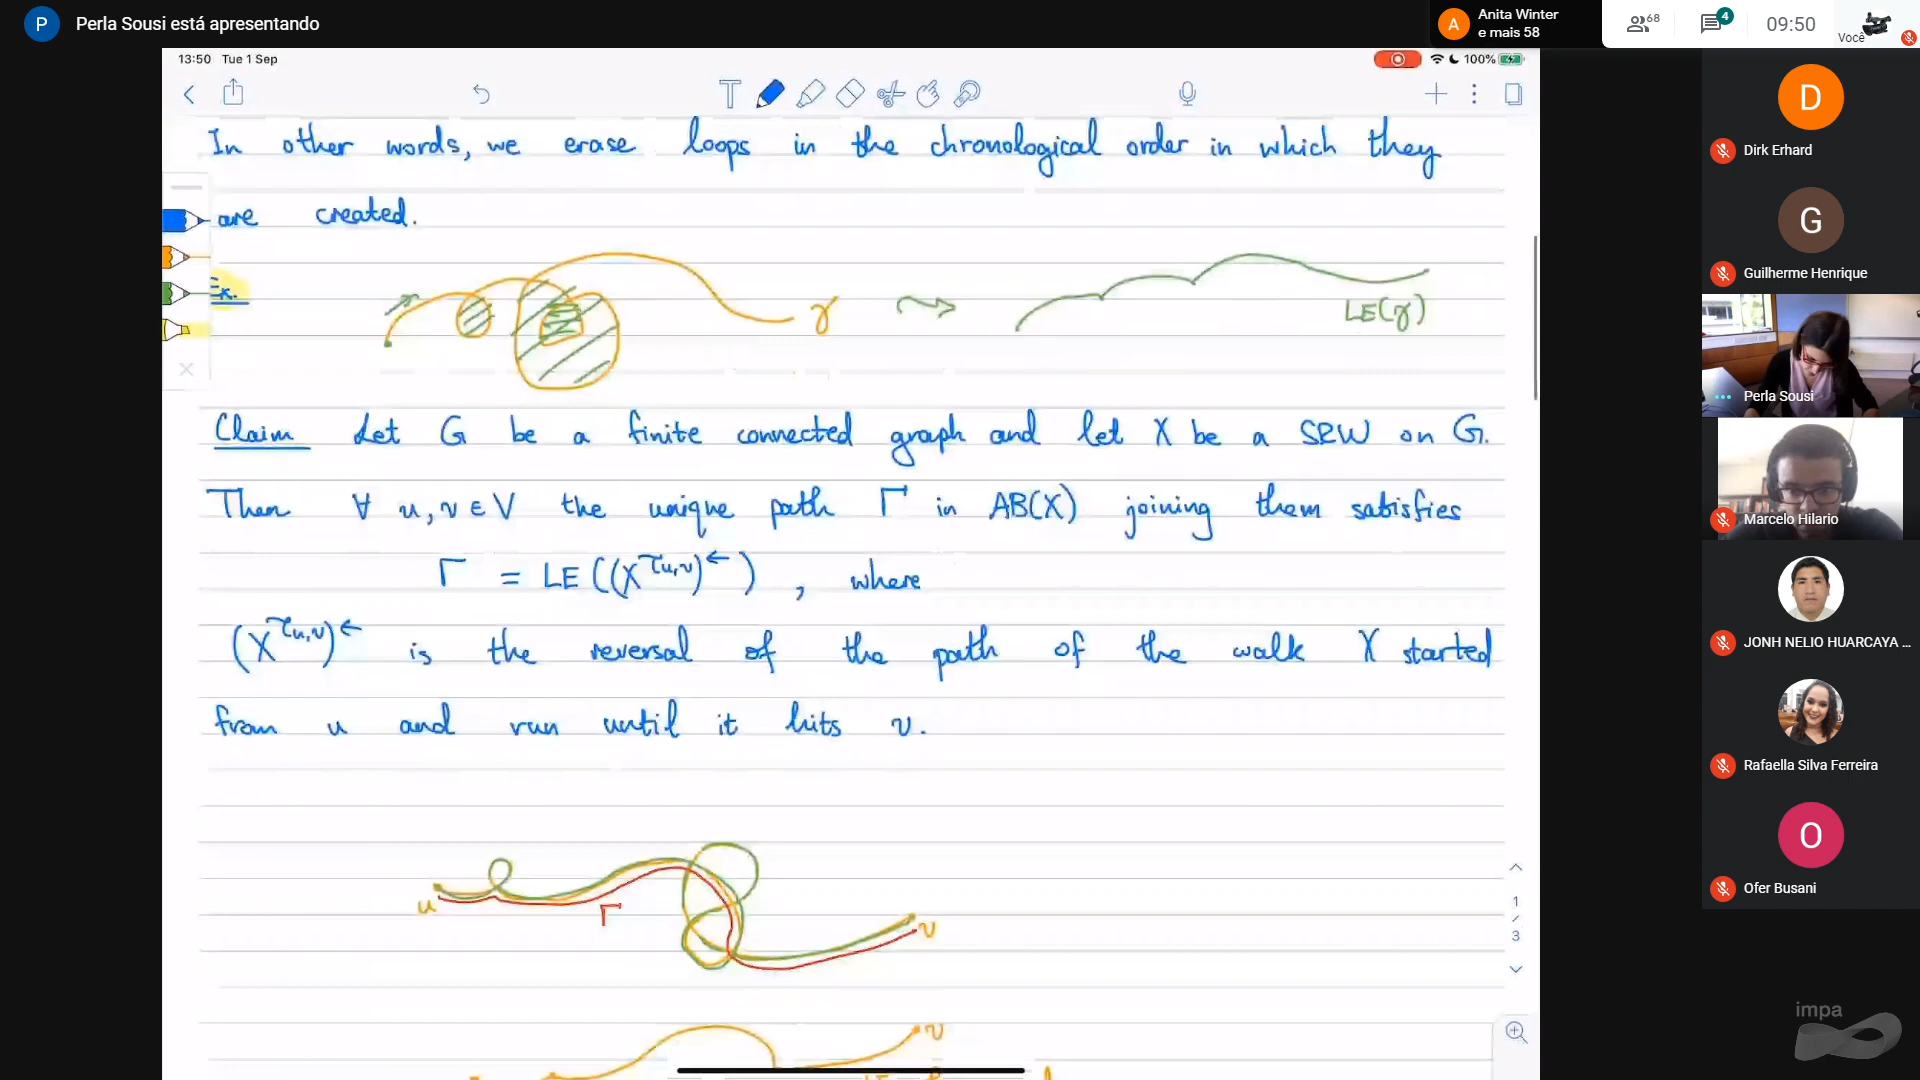 P Perla Sousi está apresentando
A Anita Winter
e mais 58
68
4
09:50
Você
13:50 Tue 1 Sep
100%
In other words, we erase loops in the chronological order in which they
are created.
Ex.
γ
LE(γ)
Claim Let G be a finite connected graph and let X be a SRW on G.
Then ∀ u, v ∈ V the unique path Γ in AB(X) joining them satisfies
Γ = LE((X^{τ_{u,v}})^←), where
(X^{τ_{u,v}})^← is the reversal of the path of the walk X started
from u and run until it hits v.
u
Γ
v
v
1
3
D
Dirk Erhard
G
Guilherme Henrique
Perla Sousi
Marcelo Hilario
JONH NELIO HUARCAYA ...
Rafaella Silva Ferreira
O
Ofer Busani
impa